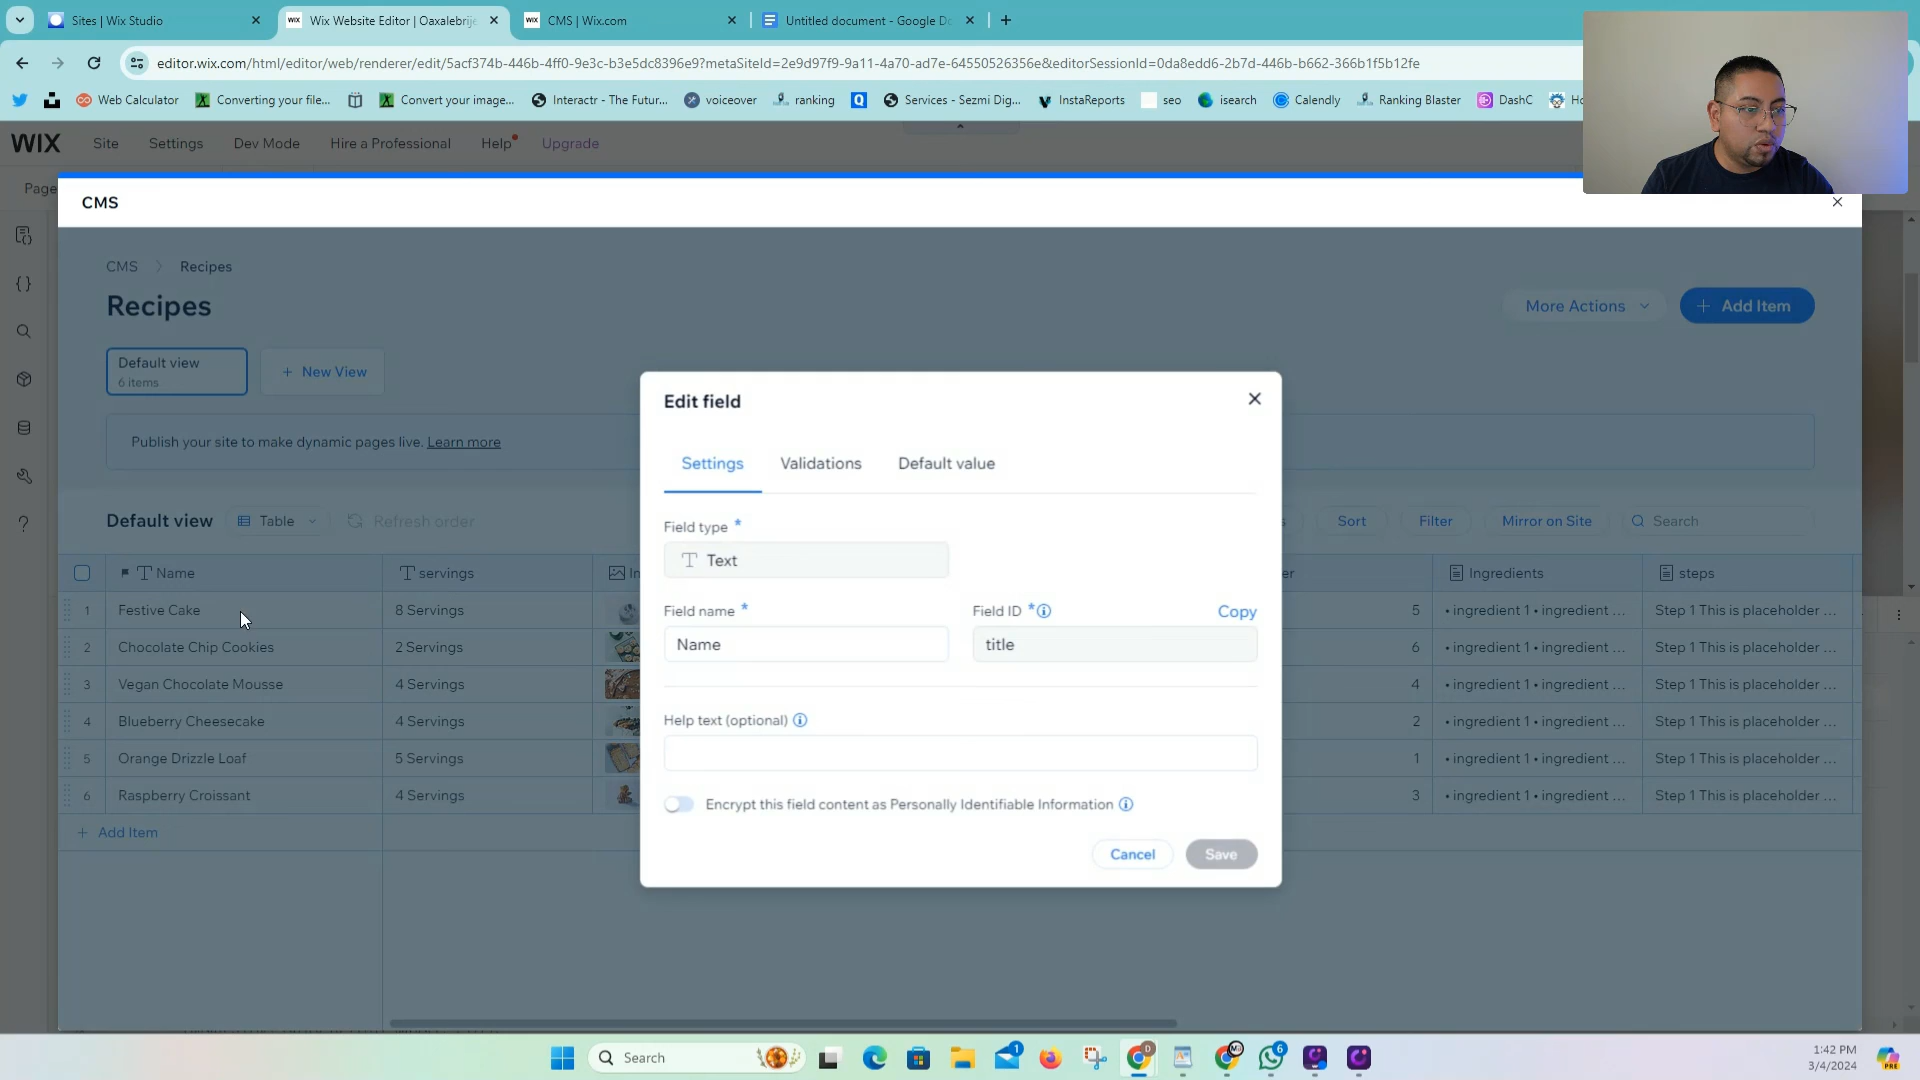 Sites | Wix Studio
Wix Website Editor | Oaxalebrije
CMS | Wix.com
Untitled document - Google Do
editor.wix.com/html/editor/web/renderer/edit/5acf374b-446b-4ff0-9e3c-b3e5dc8396e9?metaSiteId=2e9d97f9-9a11-4a70-ad7e-64550526356e&editorSessionId=0da8edd6-2b7d-446b-b662-366b1f5b12fe
Web Calculator
Converting your file...
Convert your image...
Interactr - The Futur...
voiceover
ranking
Services - Sezmi Dig...
InstaReports
seo
isearch
Calendly
Ranking Blaster
DashC
WIX
Site
Settings
Dev Mode
Hire a Professional
Help
Upgrade
Page
CMS
CMS > Recipes
Recipes
More Actions
+ Add Item
Default view
6 items
+ New View
Publish your site to make dynamic pages live. Learn more
Default view
Table
Refresh order
Sort
Filter
Mirror on Site
Search
Name
servings
er
Ingredients
steps
1 Festive Cake 8 Servings 5 • ingredient 1 • ingredient ... Step 1 This is placeholder ...
2 Chocolate Chip Cookies 2 Servings 6 • ingredient 1 • ingredient ... Step 1 This is placeholder ...
3 Vegan Chocolate Mousse 4 Servings 4 • ingredient 1 • ingredient ... Step 1 This is placeholder ...
4 Blueberry Cheesecake 4 Servings 2 • ingredient 1 • ingredient ... Step 1 This is placeholder ...
5 Orange Drizzle Loaf 5 Servings 1 • ingredient 1 • ingredient ... Step 1 This is placeholder ...
6 Raspberry Croissant 4 Servings 3 • ingredient 1 • ingredient ... Step 1 This is placeholder ...
+ Add Item
Edit field
Settings
Validations
Default value
Field type *
Text
Field name *
Name
Field ID *
Copy
title
Help text (optional)
Encrypt this field content as Personally Identifiable Information
Cancel
Save
Search
1
6
1:42 PM
3/4/2024